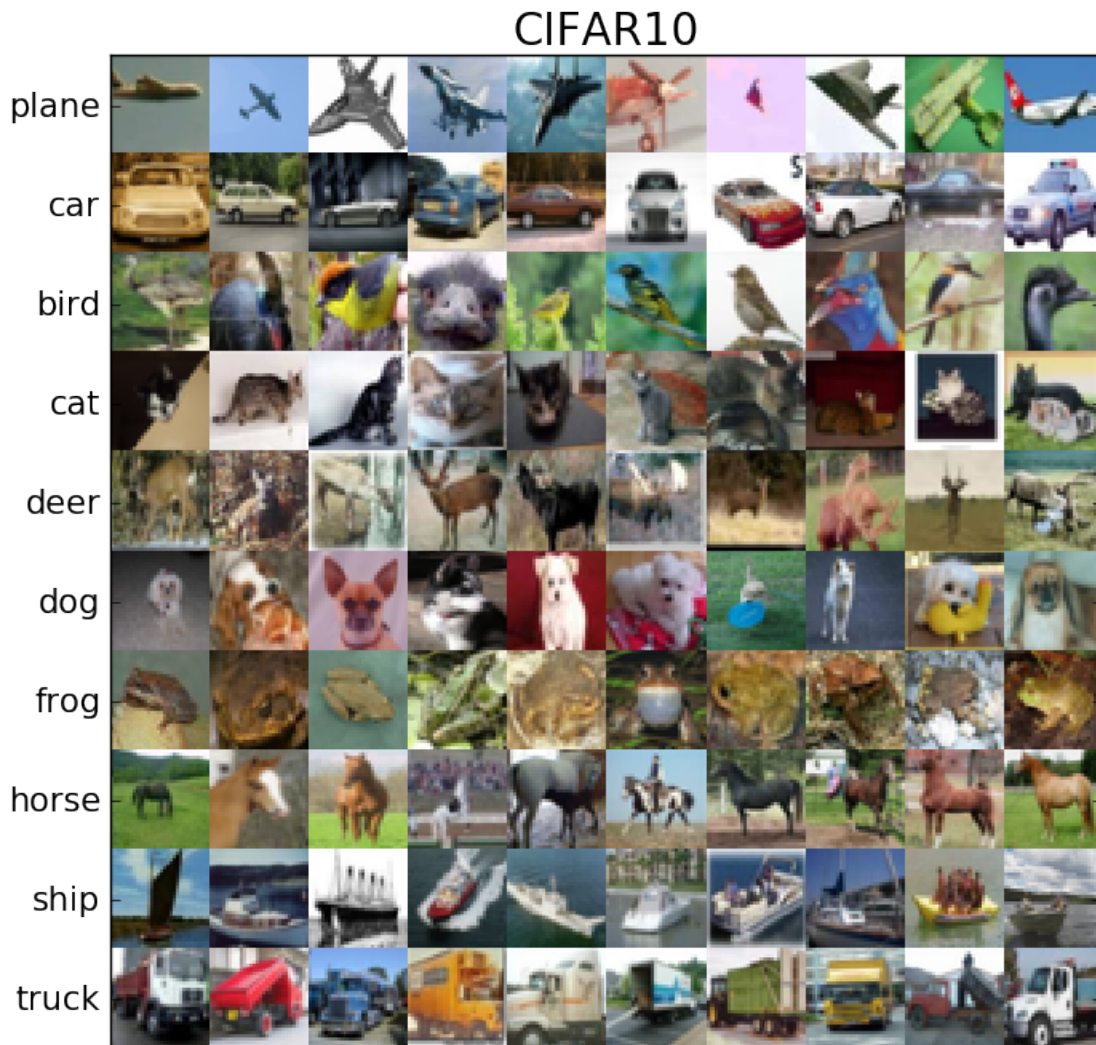 CIFAR10
plane
car
bird
cat
deer
dog
frog
horse
ship
truck